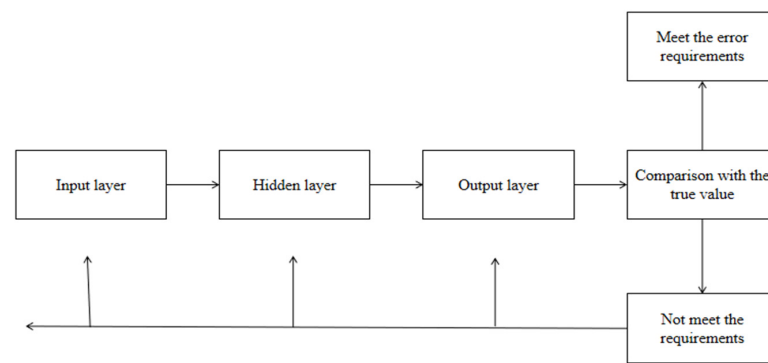 Meet the error
requirements
Input layer
Hidden layer
Output layer
Comparison with the
true value
Not meet the
requirements